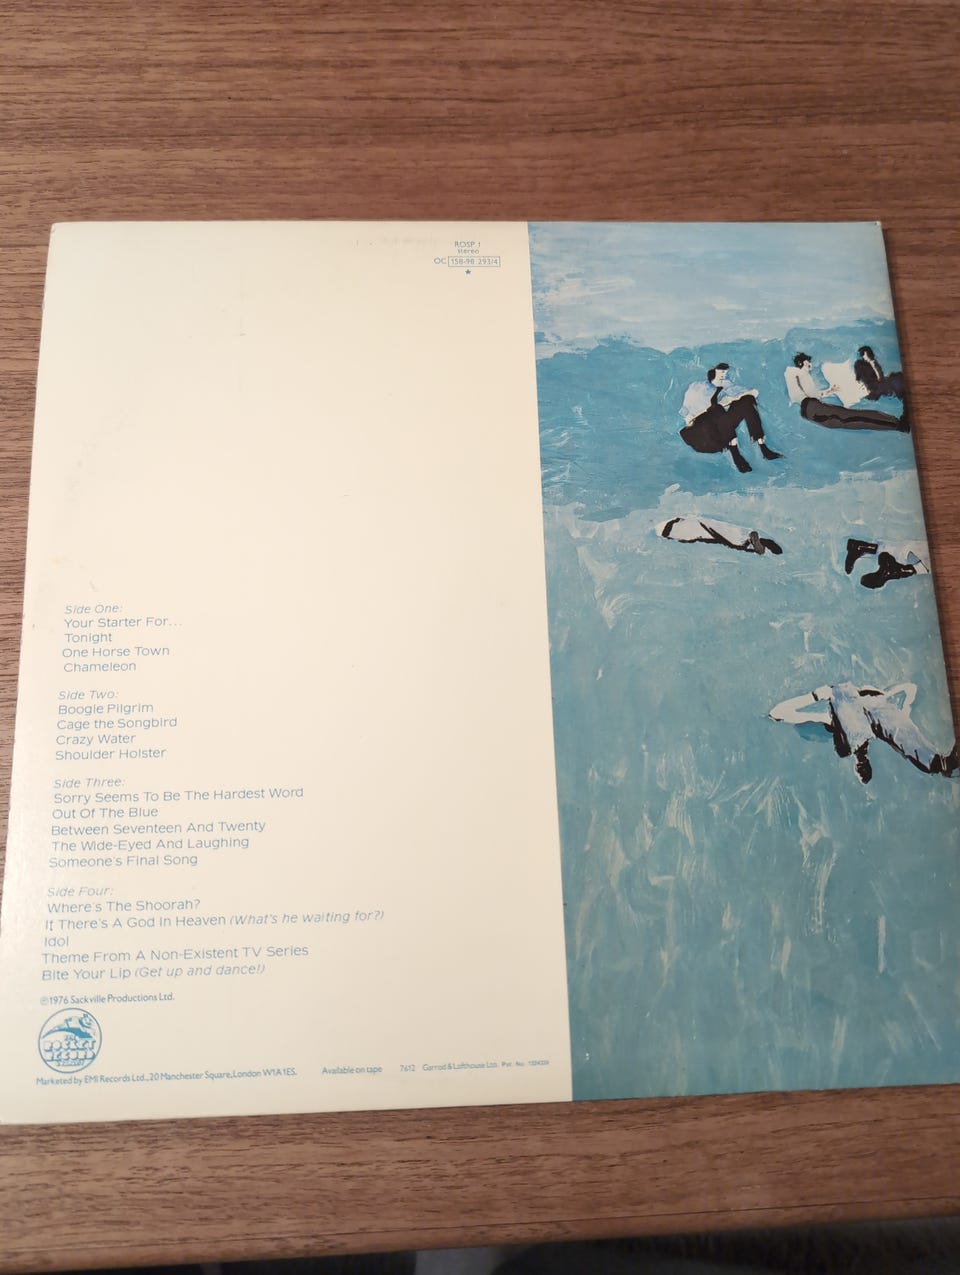 ROSP 1
stereo
OC 158-98 293/4
*
Side One:
Your Starter For...
Tonight
One Horse Town
Chameleon
Side Two:
Boogie Pilgrim
Cage the Songbird
Crazy Water
Shoulder Holster
Side Three:
Sorry Seems To Be The Hardest Word
Out Of The Blue
Between Seventeen And Twenty
The Wide-Eyed And Laughing
Someone's Final Song
Side Four:
Where's The Shoorah?
If There's A God In Heaven (What's he waiting for?)
Idol
Theme From A Non-Existent TV Series
Bite Your Lip (Get up and dance!)
℗1976 Sackville Productions Ltd.
ROCKET
RECORD
Marketed by EMI Records Ltd., 20 Manchester Square, London W1A 1ES. Available on tape 7612 Garrod & Lofthouse Ltd. Pat. No.